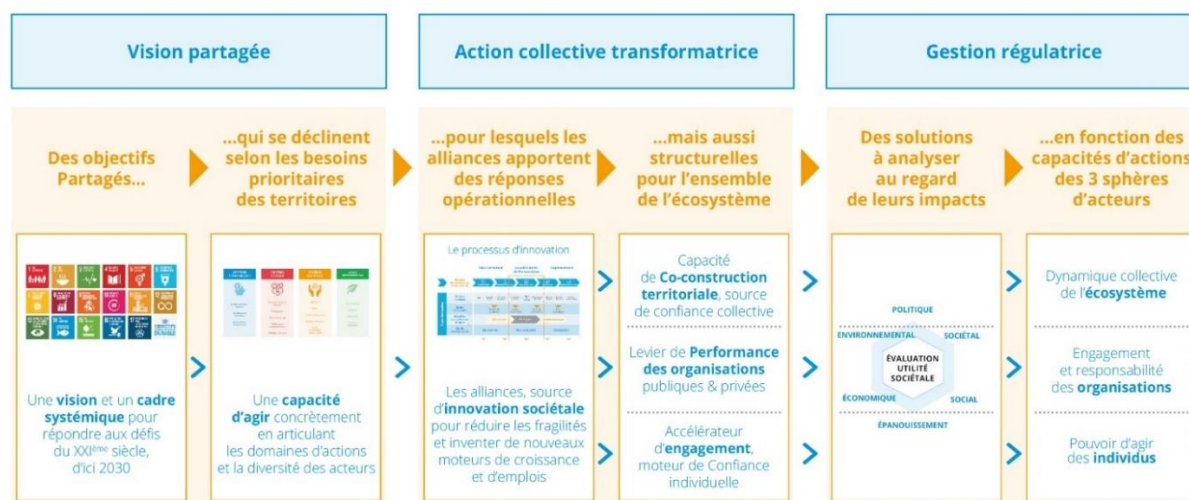 Vision partagée
Action collective transformatrice
Gestion régulatrice
Des objectifs
Partagés...
...qui se déclinent
selon les besoins
prioritaires
des territoires
...pour lesquels les
alliances apportent
des réponses
opérationnelles
...mais aussi
structurelles
pour l’ensemble
de l’écosystème
Des solutions
à analyser
au regard
de leurs impacts
...en fonction des
capacités d’actions
des 3 sphères
d’acteurs
Une vision et un cadre
systémique pour
répondre aux défis
du XXIème siècle,
d’ici 2030
Une capacité
d’agir concrètement
en articulant
les domaines d’actions
et la diversité des acteurs
Le processus d’innovation
Les alliances, source
d’innovation sociétale
pour réduire les fragilités
et inventer de nouveaux
moteurs de croissance
et d’emplois
Capacité
de Co-construction
territoriale, source
de confiance collective
Levier de Performance
des organisations
publiques & privées
Accélérateur
d’engagement,
moteur de Confiance
individuelle
POLITIQUE
ENVIRONNEMENTAL
SOCIÉTAL
ÉVALUATION
UTILITÉ
SOCIÉTALE
ÉCONOMIQUE
SOCIAL
ÉPANOUISSEMENT
Dynamique collective
de l’écosystème
Engagement
et responsabilité
des organisations
Pouvoir d’agir
des individus